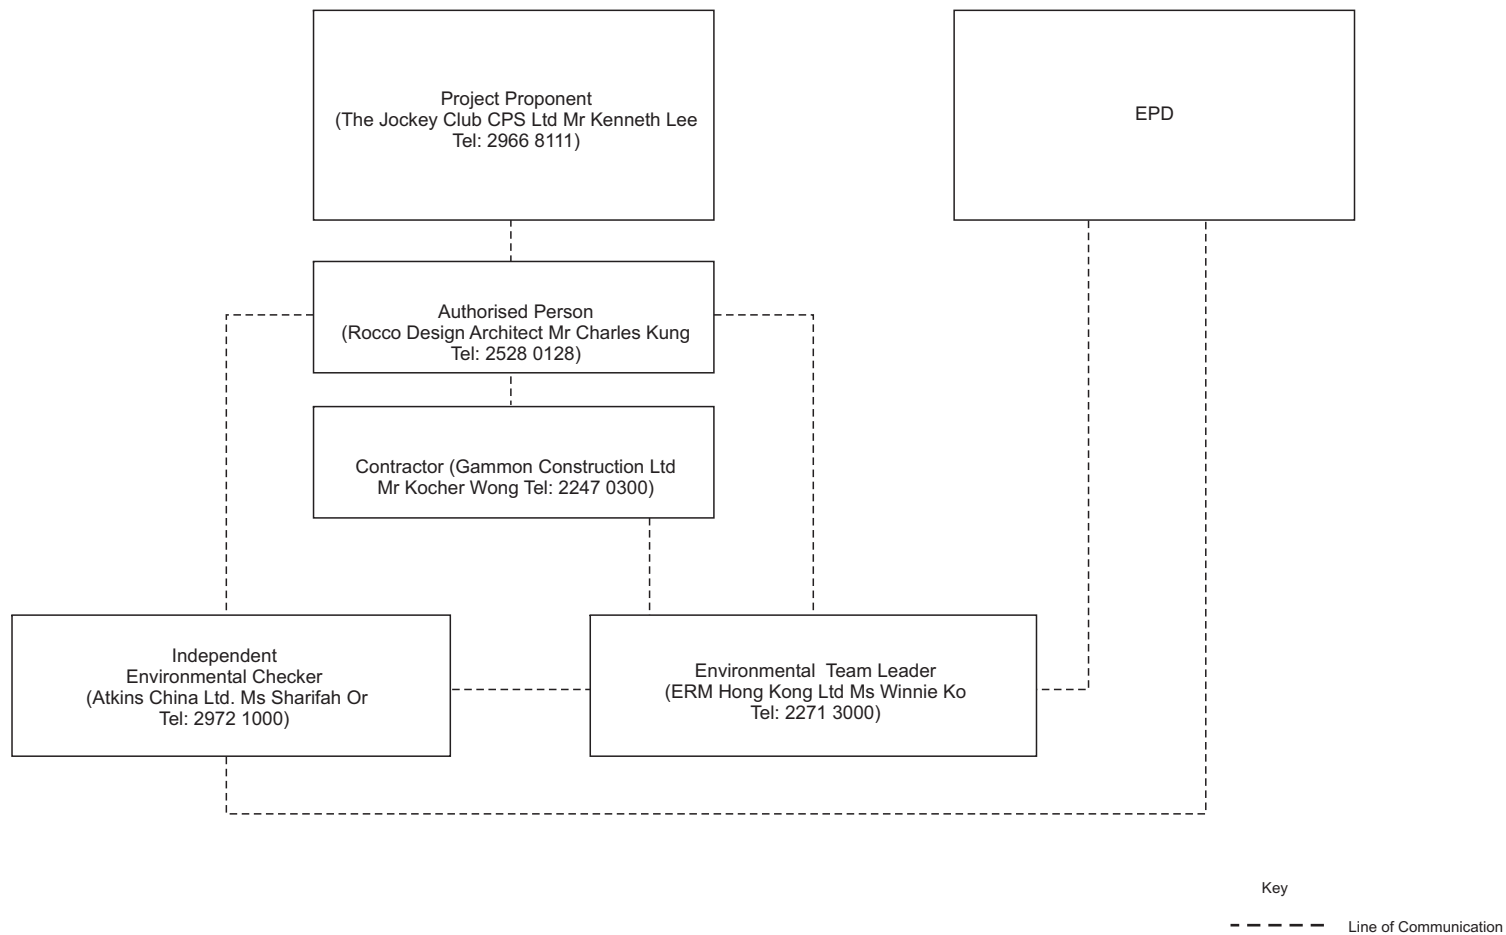 Project Proponent
(The Jockey Club CPS Ltd Mr Kenneth Lee
Tel: 2966 8111)
EPD
Authorised Person
(Rocco Design Architect Mr Charles Kung
Tel: 2528 0128)
Contractor (Gammon Construction Ltd
Mr Kocher Wong Tel: 2247 0300)
Independent
Environmental Checker
(Atkins China Ltd. Ms Sharifah Or
Tel: 2972 1000)
Environmental Team Leader
(ERM Hong Kong Ltd Ms Winnie Ko
Tel: 2271 3000)
Key
Line of Communication